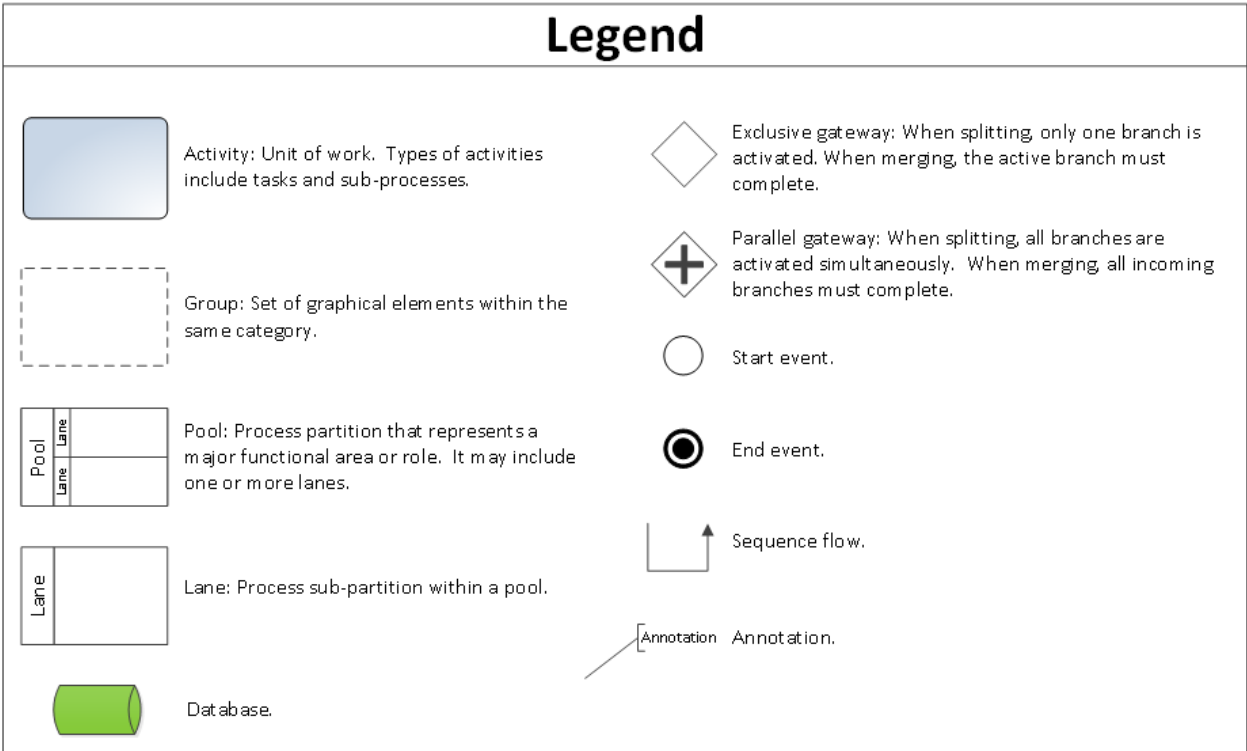 Legend
Activity: Unit of work.  Types of activities
include tasks and sub-processes.
Group: Set of graphical elements within the
same category.
Pool
Lane
Lane
Pool: Process partition that represents a
major functional area or role.  It may include
one or more lanes.
Lane
Lane: Process sub-partition within a pool.
Database.
Exclusive gateway: When splitting, only one branch is
activated. When merging, the active branch must
complete.
Parallel gateway: When splitting, all branches are
activated simultaneously.  When merging, all incoming
branches must complete.
Start event.
End event.
Sequence flow.
Annotation
Annotation.